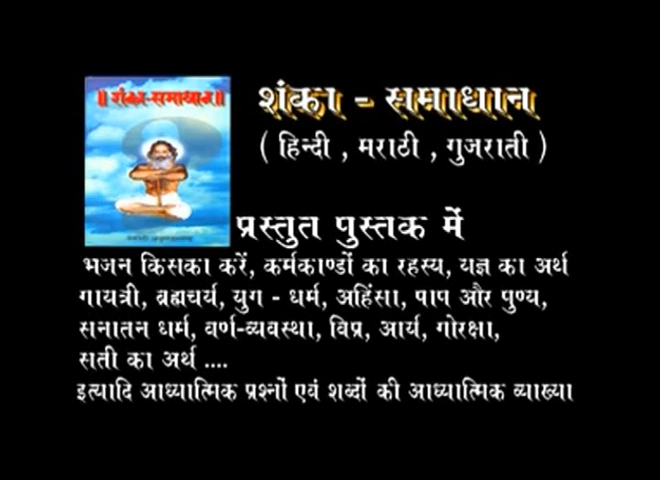 ॥ शंका-समाधान॥
शंका - समाधान
( हिन्दी , मराठी , गुजराती )
प्रस्तुत पुस्तक में
भजन किसका करें, कर्मकाण्डों का रहस्य, यज्ञ का अर्थ
गायत्री, ब्रह्मचर्य, युग - धर्म, अहिंसा, पाप और पुण्य,
सनातन धर्म, वर्ण-व्यवस्था, विप्र, आर्य, गोरक्षा,
सती का अर्थ ....
इत्यादि आध्यात्मिक प्रश्नों एवं शब्दों की आध्यात्मिक व्याख्या